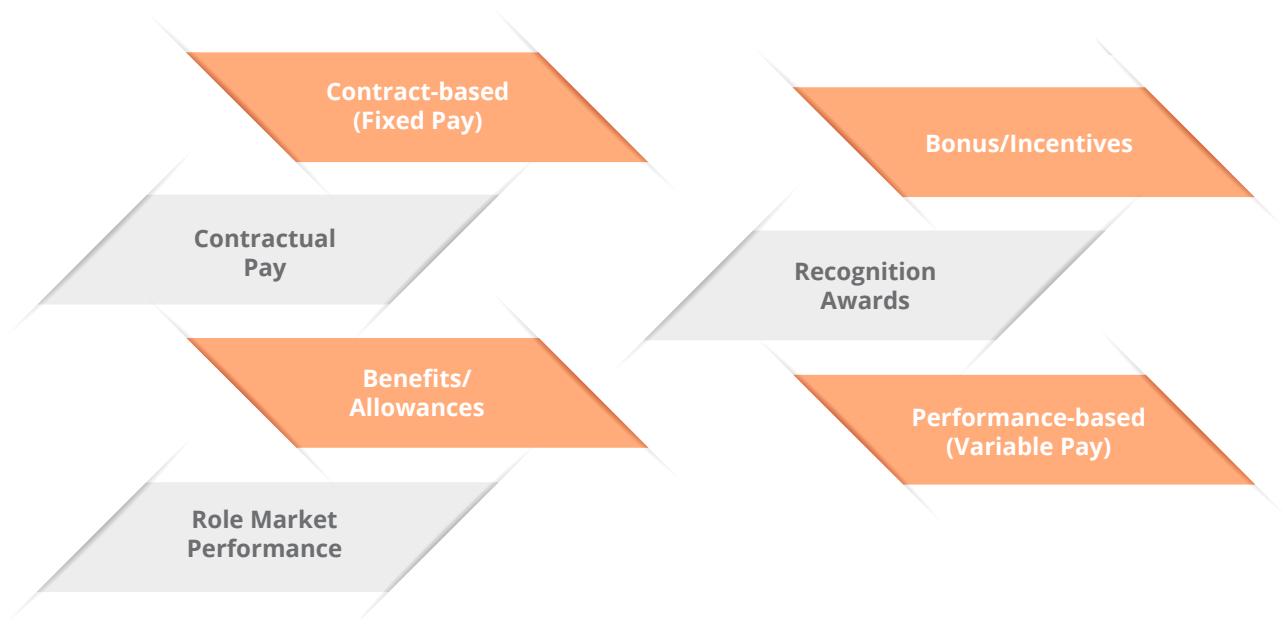 Contract-based
(Fixed Pay)
Contractual
Pay
Benefits/
Allowances
Role Market
Performance
Bonus/Incentives
Recognition
Awards
Performance-based
(Variable Pay)